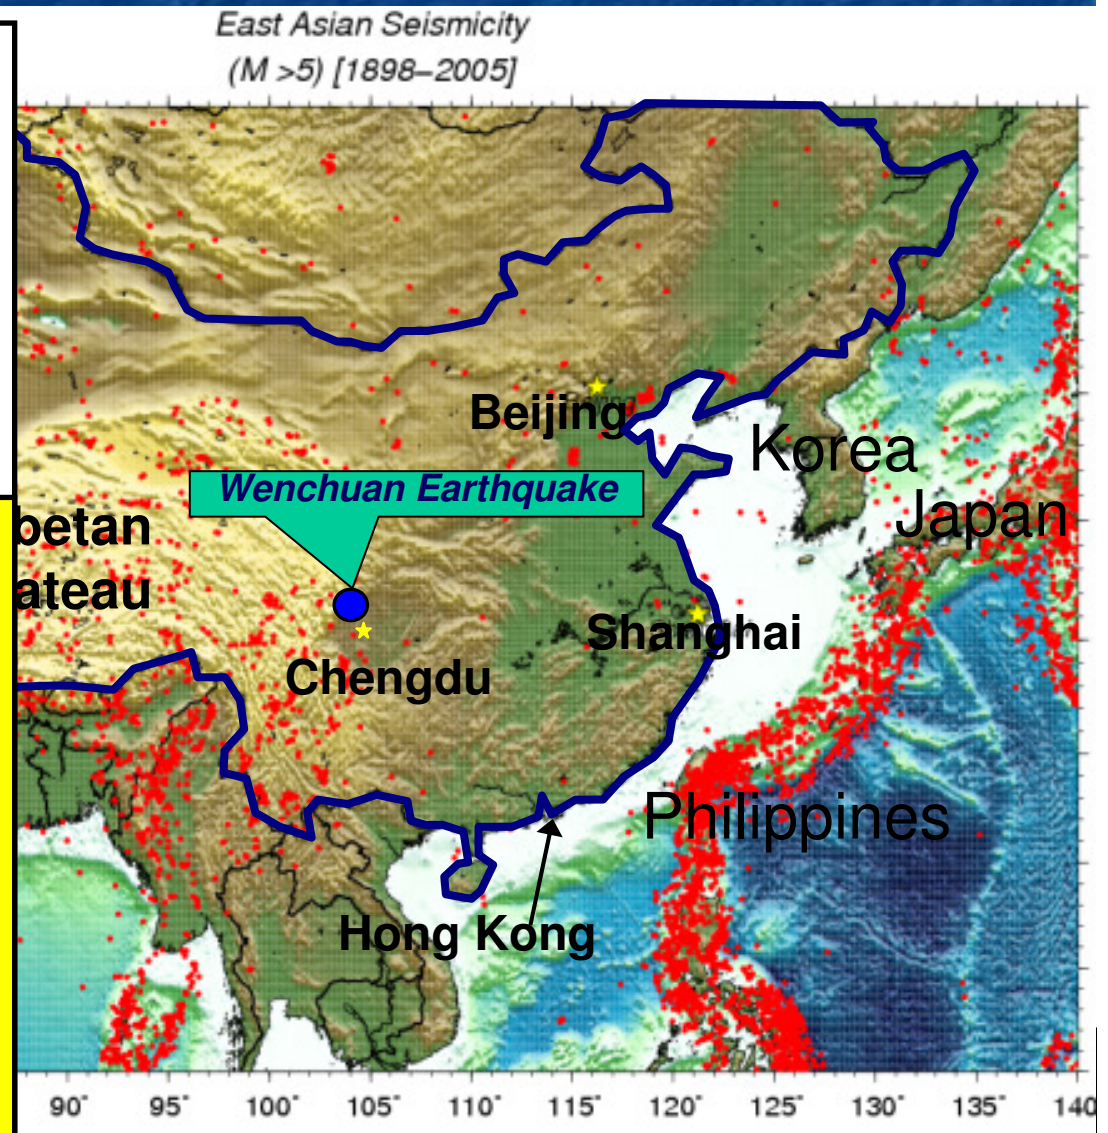 East Asian Seismicity
(M >5) [1898–2005]
Beijing
Korea
Wenchuan Earthquake
Japan
betan
ateau
Shanghai
Chengdu
Philippines
Hong Kong
90° 95° 100° 105° 110° 115° 120° 125° 130° 135° 140